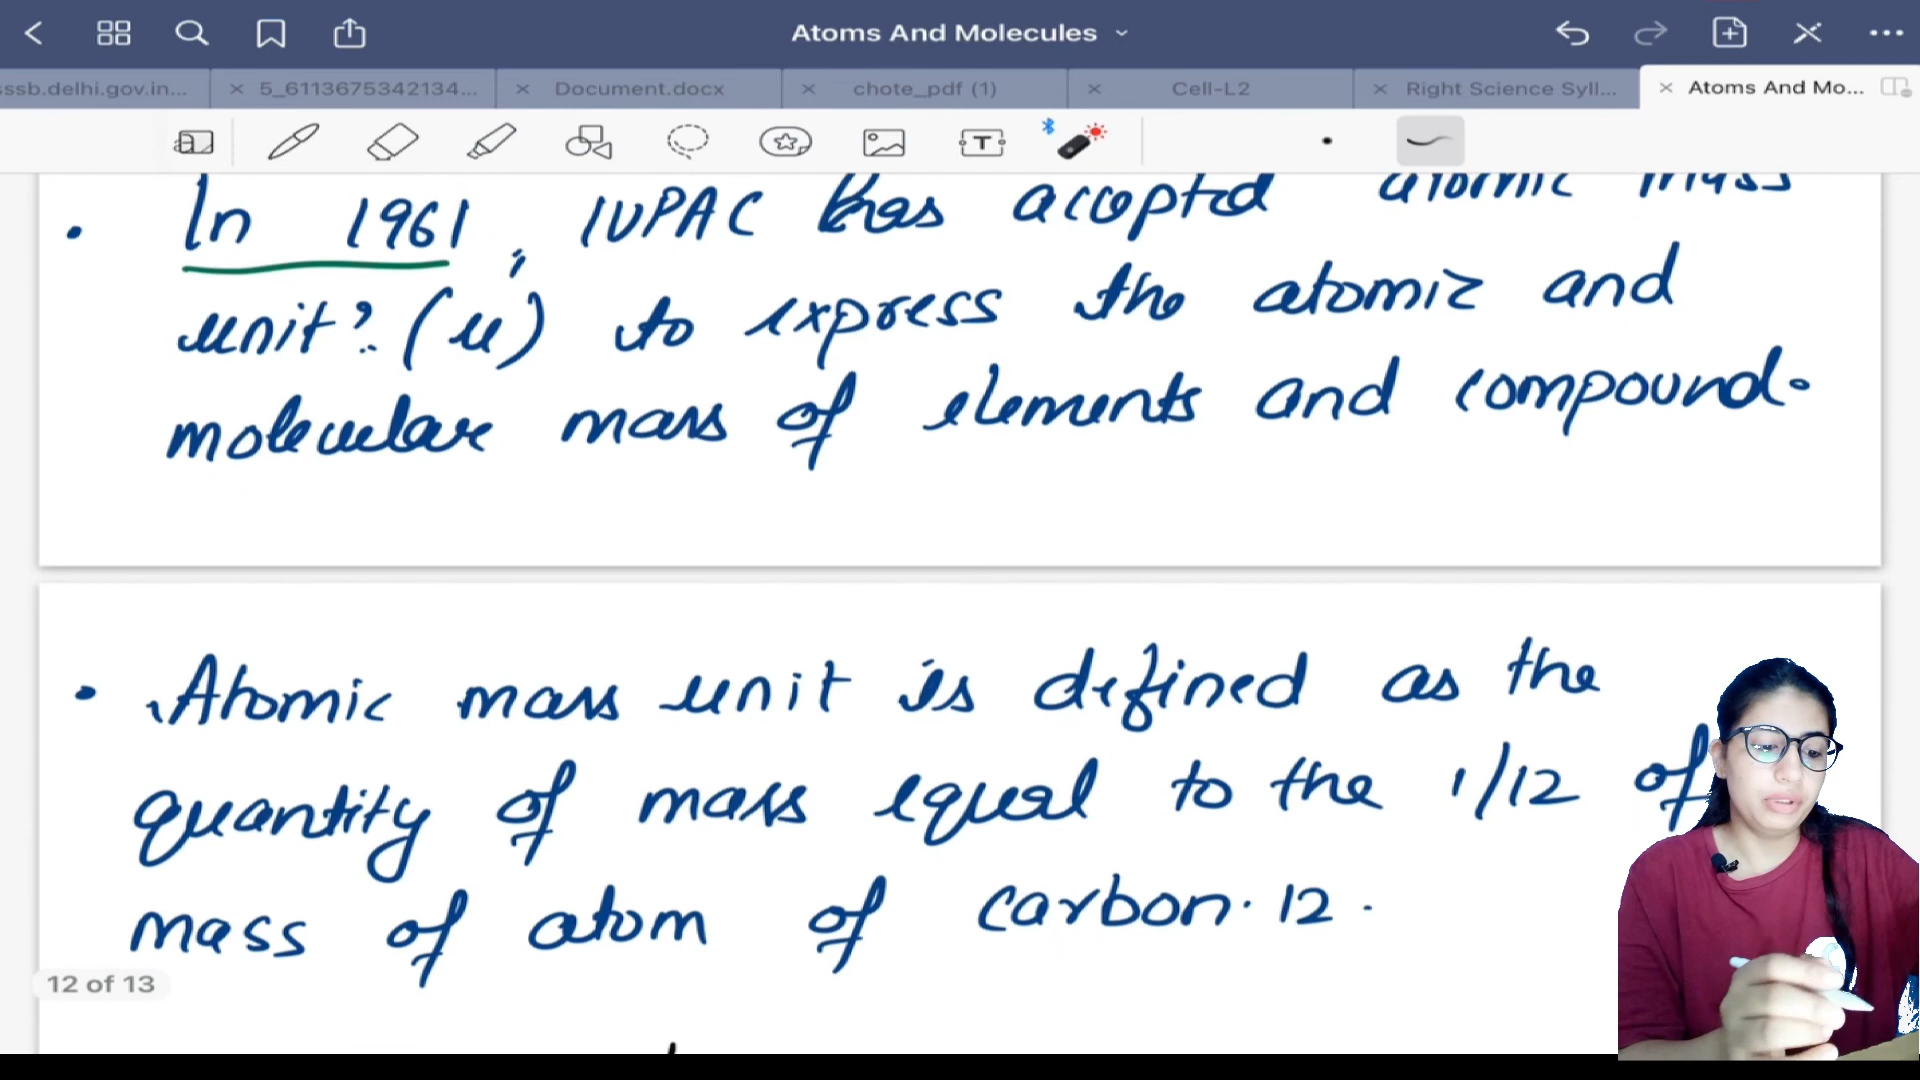 Atoms And Molecules
sssb.delhi.gov.in...
5_6113675342134...
Document.docx
chote_pdf (1)
Cell-L2
Right Science Syll...
Atoms And Mo...
• In 1961, IUPAC has accepted atomic mass
unit? (u) to express the atomic and
molecular mass of elements and compound.
• Atomic mass unit is defined as the
quantity of mass equal to the 1/12 of
mass of atom of carbon. 12.
12 of 13